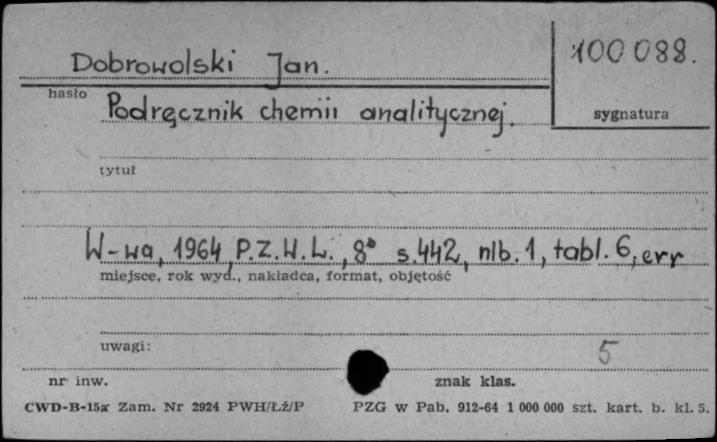 Dobrowolski Jan.
100 088.
hasło
Podręcznik chemii analitycznej.
sygnatura
tytuł
W-wa, 1964, P.Z.W.L., 8° s. 442, nlb. 1, tabl. 6, err
miejsce, rok wyd., nakładca, format, objętość
uwagi:
5
nr inw.
znak klas.
CWD-B-15a Zam. Nr 2924 PWH/Łź/P
PZG w Pab. 912-64 1 000 000 szt. kart. b. kl. 5.